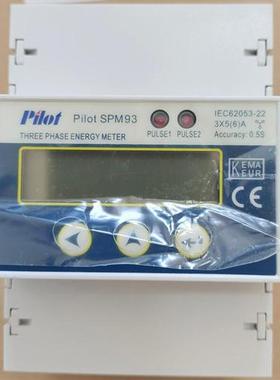 Pilot Pilot SPM93
IEC62053-22
3X5(6)A
Accuracy: 0.5S
THREE PHASE ENERGY METER
PULSE1 PULSE2
KEMA
KEUR
CE